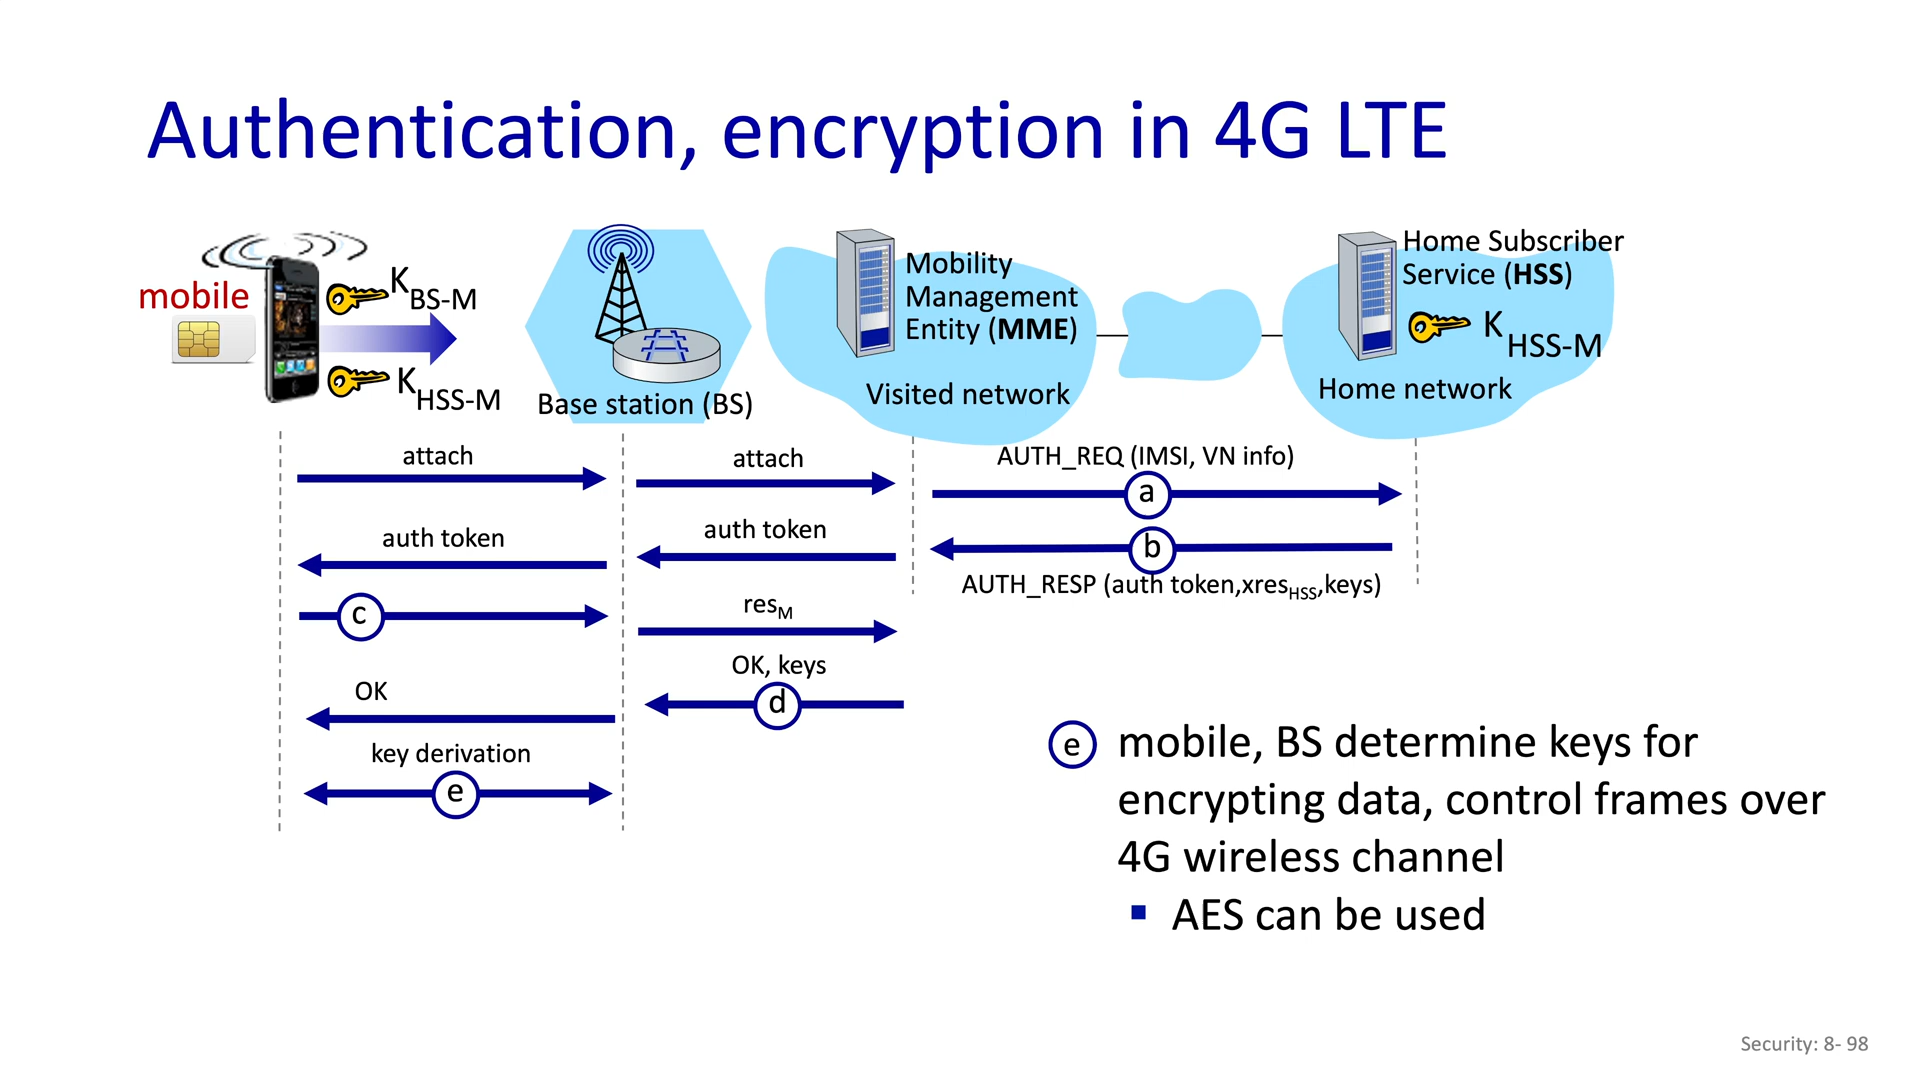 Authentication, encryption in 4G LTE
mobile
K BS-M
K HSS-M
Base station (BS)
Mobility
Management
Entity (MME)
Visited network
Home Subscriber
Service (HSS)
K HSS-M
Home network
attach
attach
AUTH_REQ (IMSI, VN info)
a
auth token
auth token
b
AUTH_RESP (auth token,xresHSS,keys)
c
resM
OK, keys
d
OK
key derivation
e
e mobile, BS determine keys for
encrypting data, control frames over
4G wireless channel
▪ AES can be used
Security: 8- 98